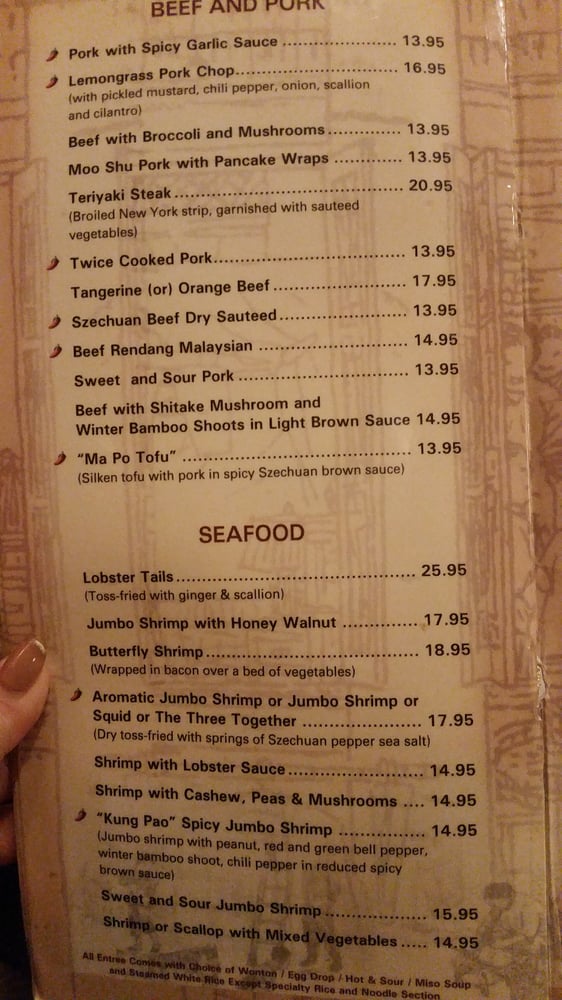 BEEF AND PORK
Pork with Spicy Garlic Sauce ........................ 13.95
Lemongrass Pork Chop.................................. 16.95
(with pickled mustard, chili pepper, onion, scallion
and cilantro)
Beef with Broccoli and Mushrooms............... 13.95
Moo Shu Pork with Pancake Wraps .............. 13.95
Teriyaki Steak................................................ 20.95
(Broiled New York strip, garnished with sauteed
vegetables)
Twice Cooked Pork........................................ 13.95
Tangerine (or) Orange Beef ........................... 17.95
Szechuan Beef Dry Sauteed.......................... 13.95
Beef Rendang Malaysian .............................. 14.95
Sweet and Sour Pork ................................... 13.95
Beef with Shitake Mushroom and
Winter Bamboo Shoots in Light Brown Sauce 14.95
"Ma Po Tofu" ................................................ 13.95
(Silken tofu with pork in spicy Szechuan brown sauce)
SEAFOOD
Lobster Tails.................................................. 25.95
(Toss-fried with ginger & scallion)
Jumbo Shrimp with Honey Walnut ............... 17.95
Butterfly Shrimp............................................ 18.95
(Wrapped in bacon over a bed of vegetables)
Aromatic Jumbo Shrimp or Jumbo Shrimp or
Squid or The Three Together ........................ 17.95
(Dry toss-fried with springs of Szechuan pepper sea salt)
Shrimp with Lobster Sauce............................ 14.95
Shrimp with Cashew, Peas & Mushrooms .... 14.95
"Kung Pao" Spicy Jumbo Shrimp ................. 14.95
(Jumbo shrimp with peanut, red and green bell pepper,
winter bamboo shoot, chili pepper in reduced spicy
brown sauce)
Sweet and Sour Jumbo Shrimp..................... 15.95
Shrimp or Scallop with Mixed Vegetables ..... 14.95
All Entree Comes with Choice of Wonton / Egg Drop / Hot & Sour / Miso Soup
and Steamed White Rice Except Specialty Rice and Noodle Section